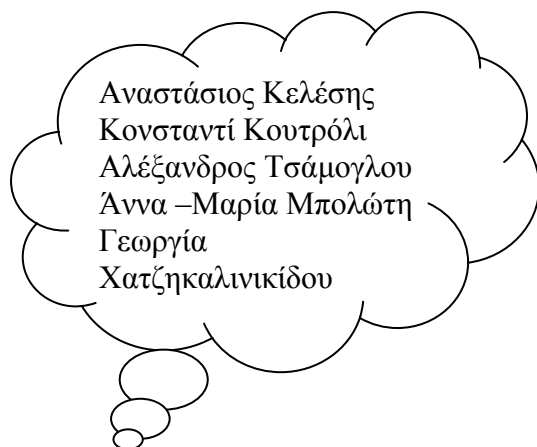 Αναστάσιος Κελέσης
Κονσταντί Κουτρόλι
Αλέξανδρος Τσάμογλου
Άννα –Μαρία Μπολώτη
Γεωργία
Χατζηκαλινικίδου